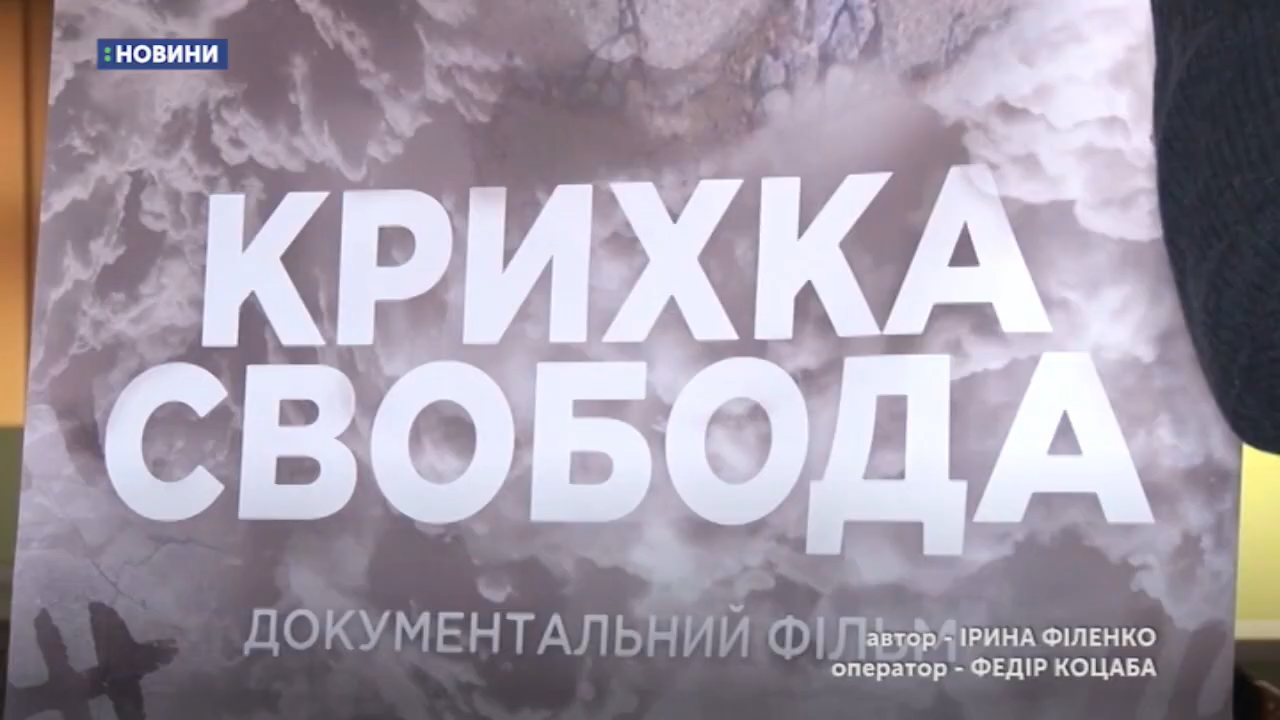 :НОВИНИ
КРИХКА
СВОБОДА
ДОКУМЕНТАЛЬНИЙ ФІЛЬМ
автор - ІРИНА ФІЛЕНКО
оператор - ФЕДІР КОЦАБА